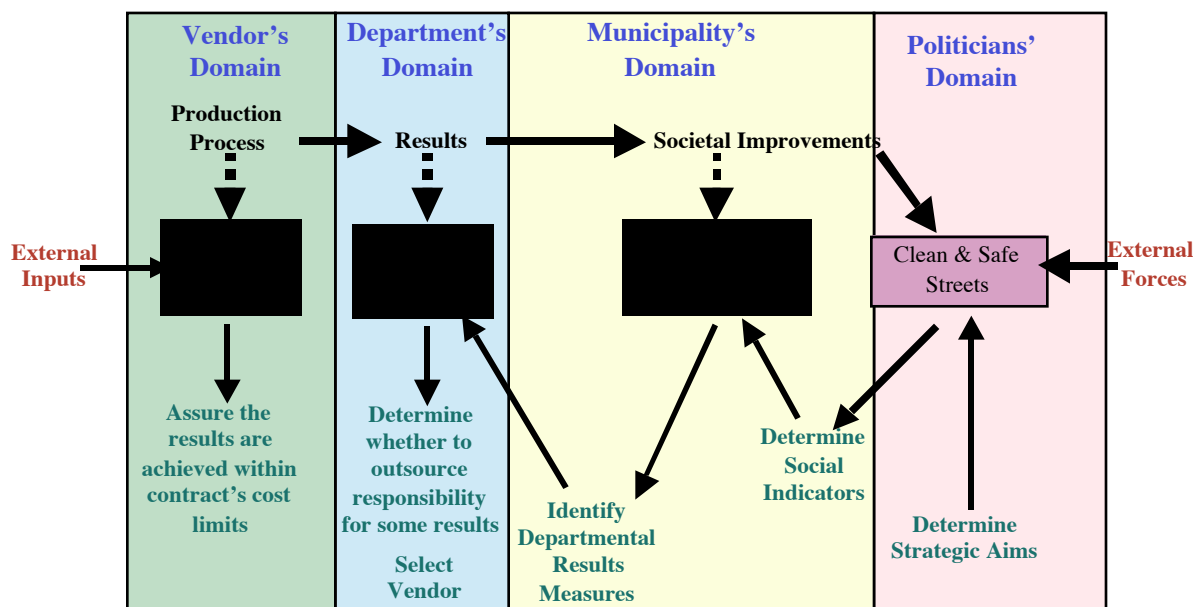 Vendor's
Domain
Department's
Domain
Municipality's
Domain
Politicians'
Domain
Production
Process
Results
Societal Improvements
External
Inputs
Clean & Safe
Streets
External
Forces
Assure the
results are
achieved within
contract's cost
limits
Determine
whether to
outsource
responsibility
for some results
Select
Vendor
Identify
Departmental
Results
Measures
Determine
Social
Indicators
Determine
Strategic Aims